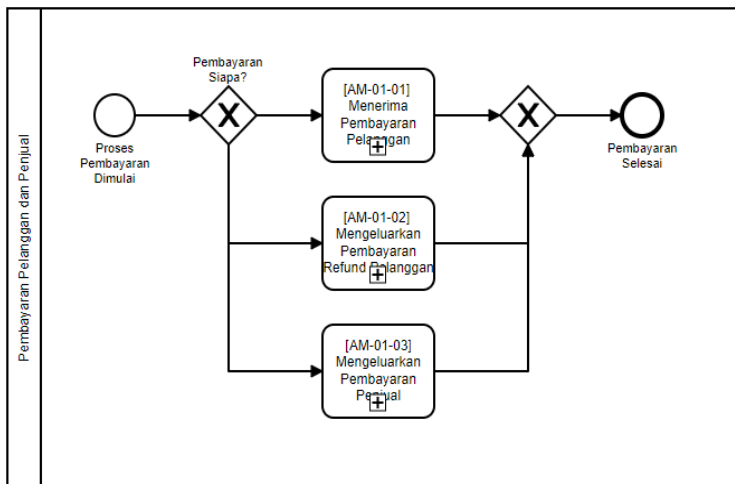 Pembayaran Pelanggan dan Penjual
Proses
Pembayaran
Dimulai
Pembayaran
Siapa?
[AM-01-01]
Menerima
Pembayaran
Pelanggan
[AM-01-02]
Mengeluarkan
Pembayaran
Refund Pelanggan
[AM-01-03]
Mengeluarkan
Pembayaran
Penjual
Pembayaran
Selesai